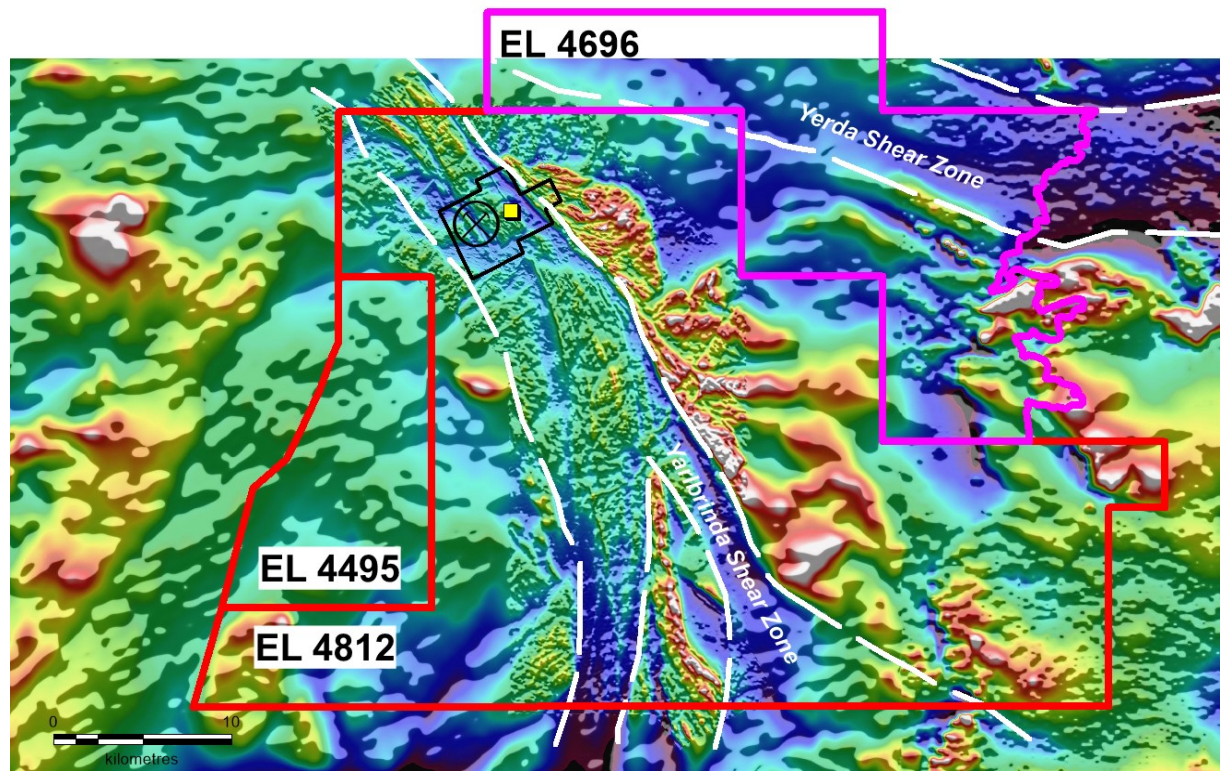 EL 4696
Yerda Shear Zone
Yarlbrinda Shear Zone
EL 4495
EL 4812
0 10
kilometres